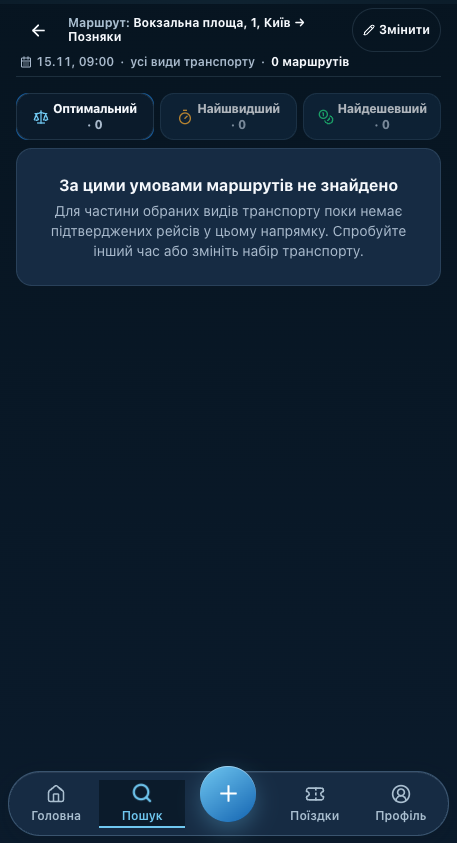 Маршрут: Вокзальна площа, 1, Київ →
Позняки
Змінити
15.11, 09:00 · усі види транспорту · 0 маршрутів
Оптимальний
· 0
Найшвидший
· 0
Найдешевший
· 0
За цими умовами маршрутів не знайдено
Для частини обраних видів транспорту поки немає
підтверджених рейсів у цьому напрямку. Спробуйте
інший час або змініть набір транспорту.
Головна
Пошук
Поїздки
Профіль